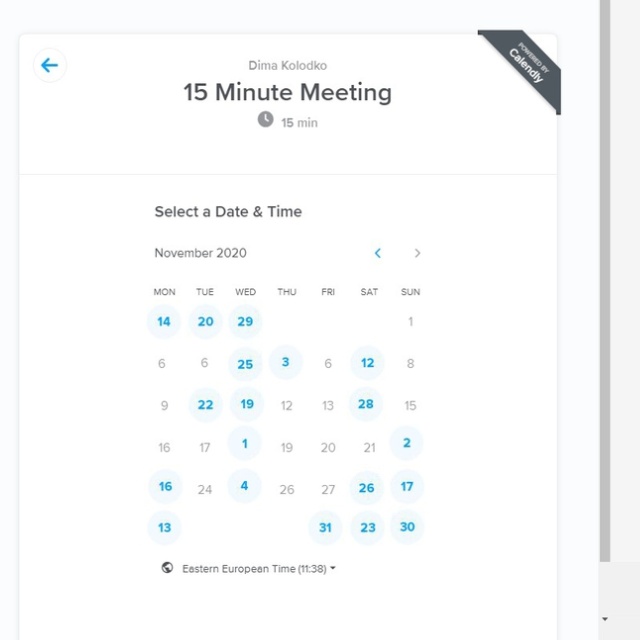 POWERED BY
Calendly
Dima Kolodko
15 Minute Meeting
15 min
Select a Date & Time
November 2020
MON TUE WED THU FRI SAT SUN
14 20 29 1
6 6 25 3 6 12 8
9 22 19 12 13 28 15
16 17 1 19 20 21 2
16 24 4 26 27 26 17
13 31 23 30
Eastern European Time (11:38)